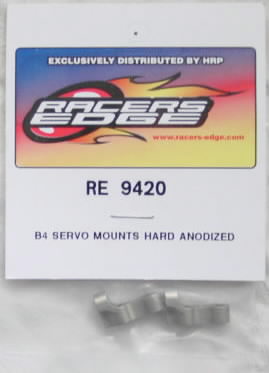 EXCLUSIVELY DISTRIBUTED BY HRP
RACERS
EDGE
www.racers-edge.com
RE 9420
B4 SERVO MOUNTS HARD ANODIZED